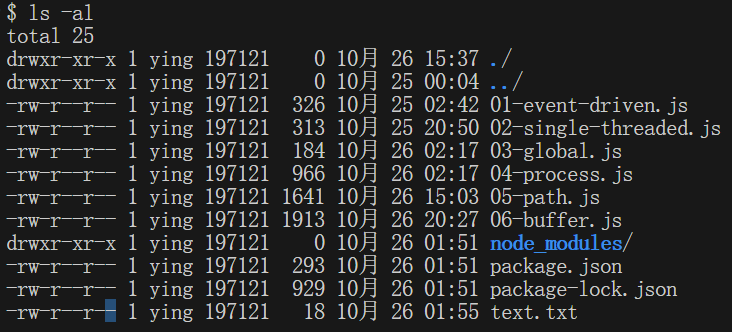 $ ls -al
total 25
drwxr-xr-x 1 ying 197121    0 10月 26 15:37 ./
drwxr-xr-x 1 ying 197121    0 10月 25 00:04 ../
-rw-r--r-- 1 ying 197121  326 10月 25 02:42 01-event-driven.js
-rw-r--r-- 1 ying 197121  313 10月 25 20:50 02-single-threaded.js
-rw-r--r-- 1 ying 197121  184 10月 26 02:17 03-global.js
-rw-r--r-- 1 ying 197121  966 10月 26 02:17 04-process.js
-rw-r--r-- 1 ying 197121 1641 10月 26 15:03 05-path.js
-rw-r--r-- 1 ying 197121 1913 10月 26 20:27 06-buffer.js
drwxr-xr-x 1 ying 197121    0 10月 26 01:51 node_modules/
-rw-r--r-- 1 ying 197121  293 10月 26 01:51 package.json
-rw-r--r-- 1 ying 197121  929 10月 26 01:51 package-lock.json
-rw-r--r-- 1 ying 197121   18 10月 26 01:55 text.txt